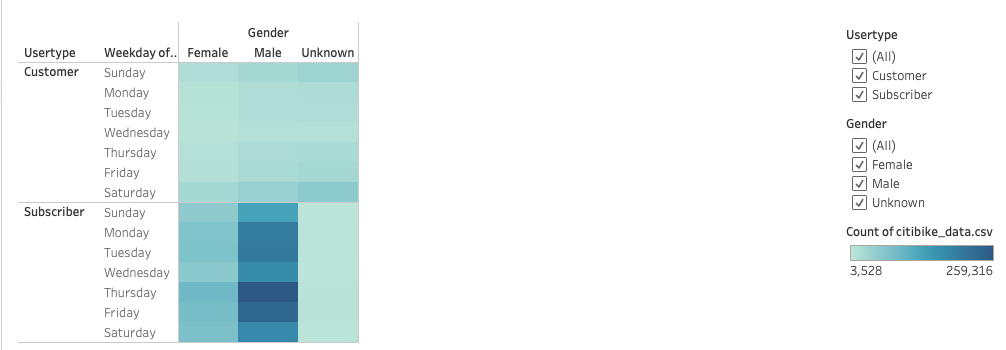 Gender
Usertype Weekday of.. Female Male Unknown
Customer Sunday
Monday
Tuesday
Wednesday
Thursday
Friday
Saturday
Subscriber Sunday
Monday
Tuesday
Wednesday
Thursday
Friday
Saturday
Usertype
(All)
Customer
Subscriber
Gender
(All)
Female
Male
Unknown
Count of citibike_data.csv
3,528 259,316